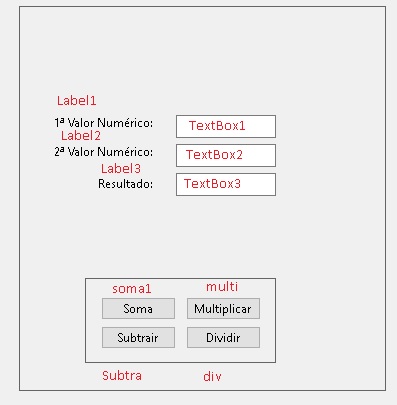 Label1
1ª Valor Numérico: TextBox1
Label2
2ª Valor Numérico: TextBox2
Label3
Resultado: TextBox3
soma1 multi
Soma Multiplicar
Subtrair Dividir
Subtra div